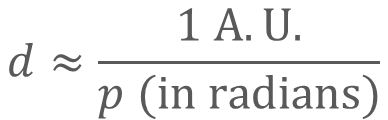 d ≈ 1 A. U. / p (in radians)